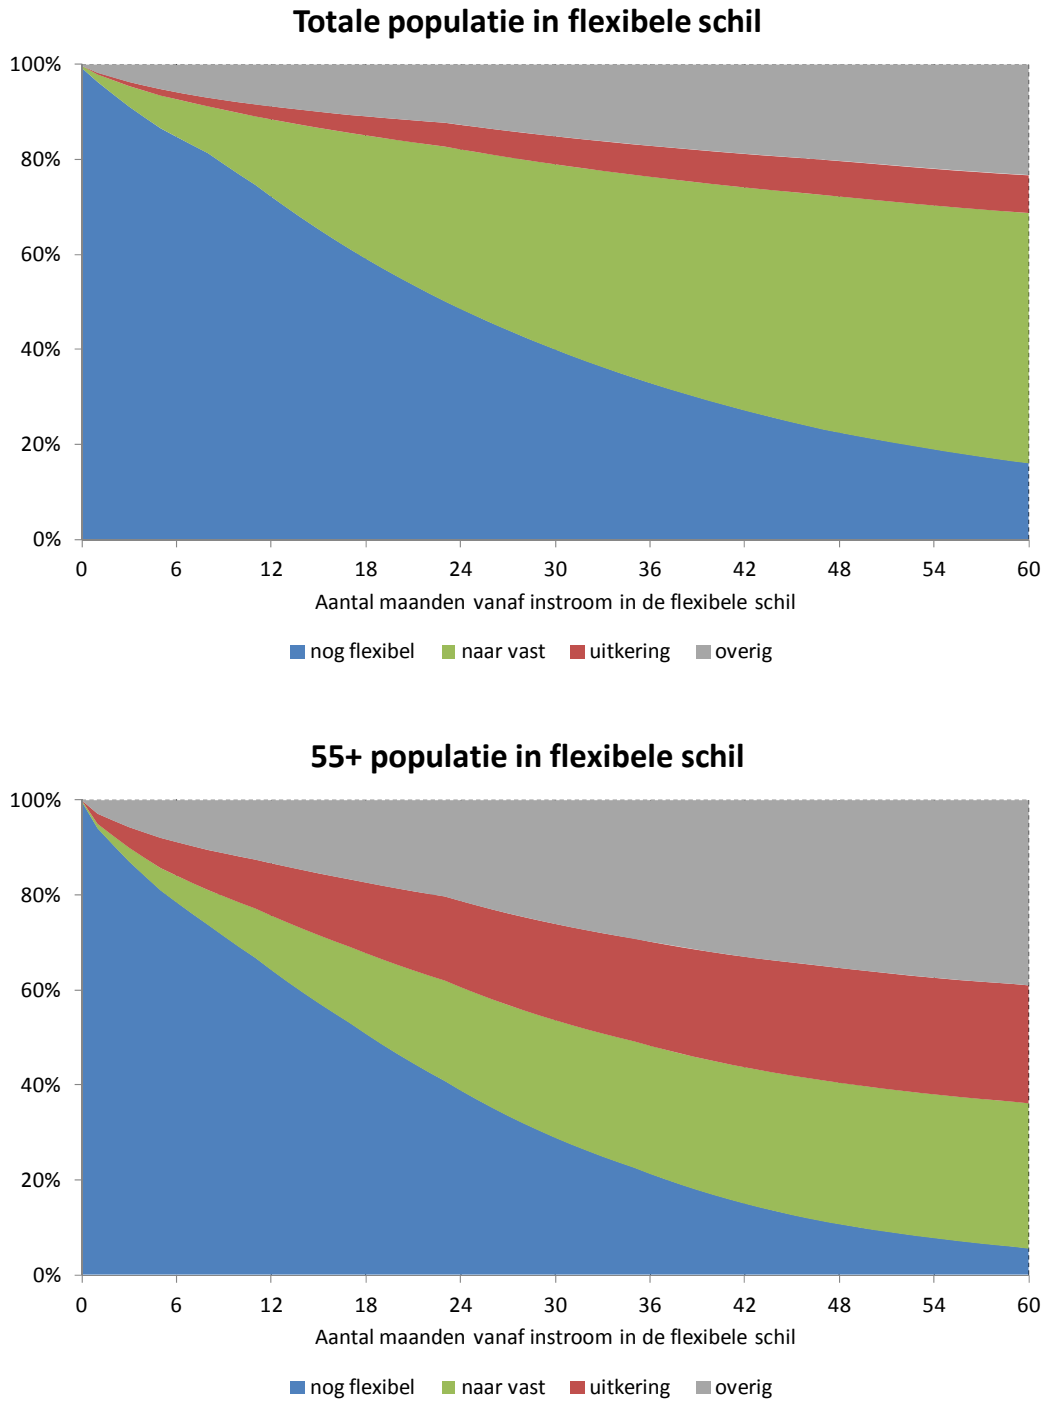 Totale populatie in flexibele schil
100%
80%
60%
40%
20%
0%
0 6 12 18 24 30 36 42 48 54 60
Aantal maanden vanaf instroom in de flexibele schil
nog flexibel naar vast uitkering overig
55+ populatie in flexibele schil
100%
80%
60%
40%
20%
0%
0 6 12 18 24 30 36 42 48 54 60
Aantal maanden vanaf instroom in de flexibele schil
nog flexibel naar vast uitkering overig